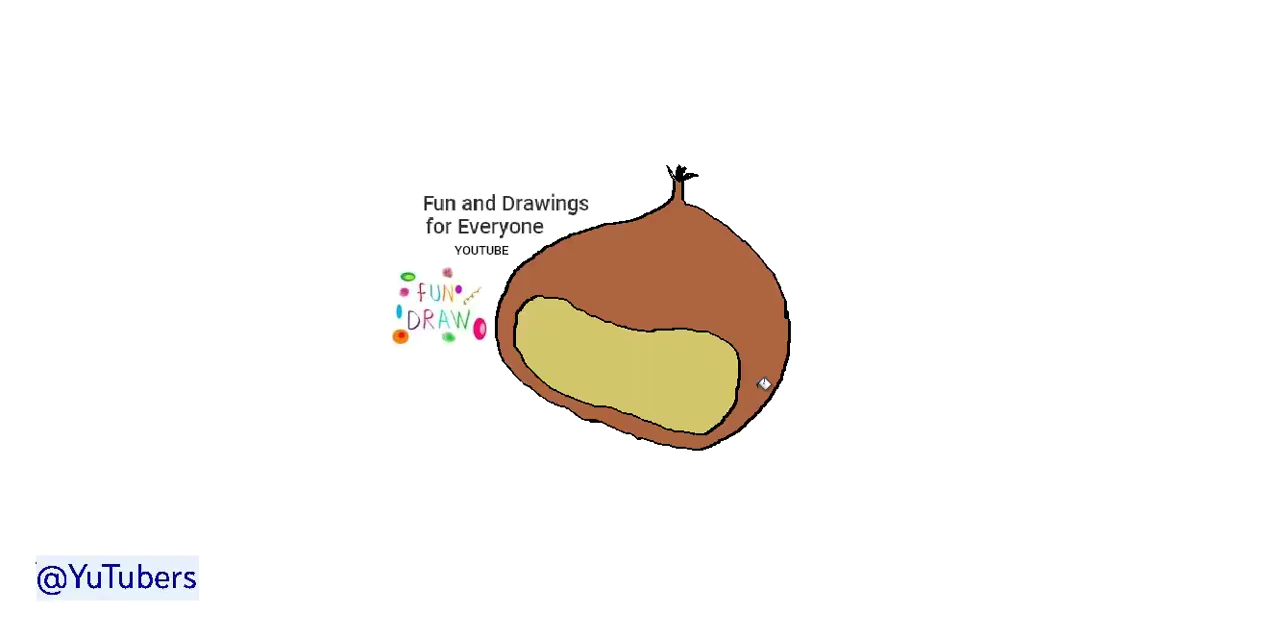 Fun and Drawings
for Everyone
YOUTUBE
FUN
DRAW
@YuTubers